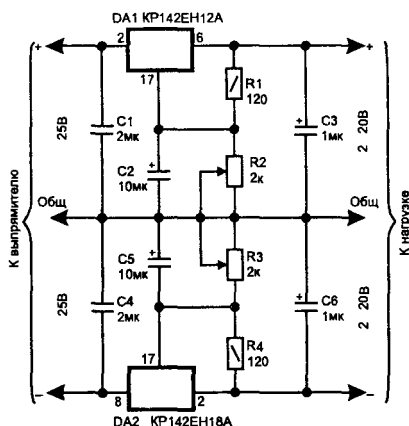 DA1 КР142ЕН12А
2
6
+
+
17
R1
120
25В
C1
2мк
+
C2
10мк
R2
2к
+
C3
1мк
20В
2
К выпрямителю
Общ
Общ
К нагрузке
25В
C4
2мк
+
C5
10мк
R3
2к
+
C6
1мк
20В
2
17
R4
120
8
2
−
−
DA2 КР142ЕН18А